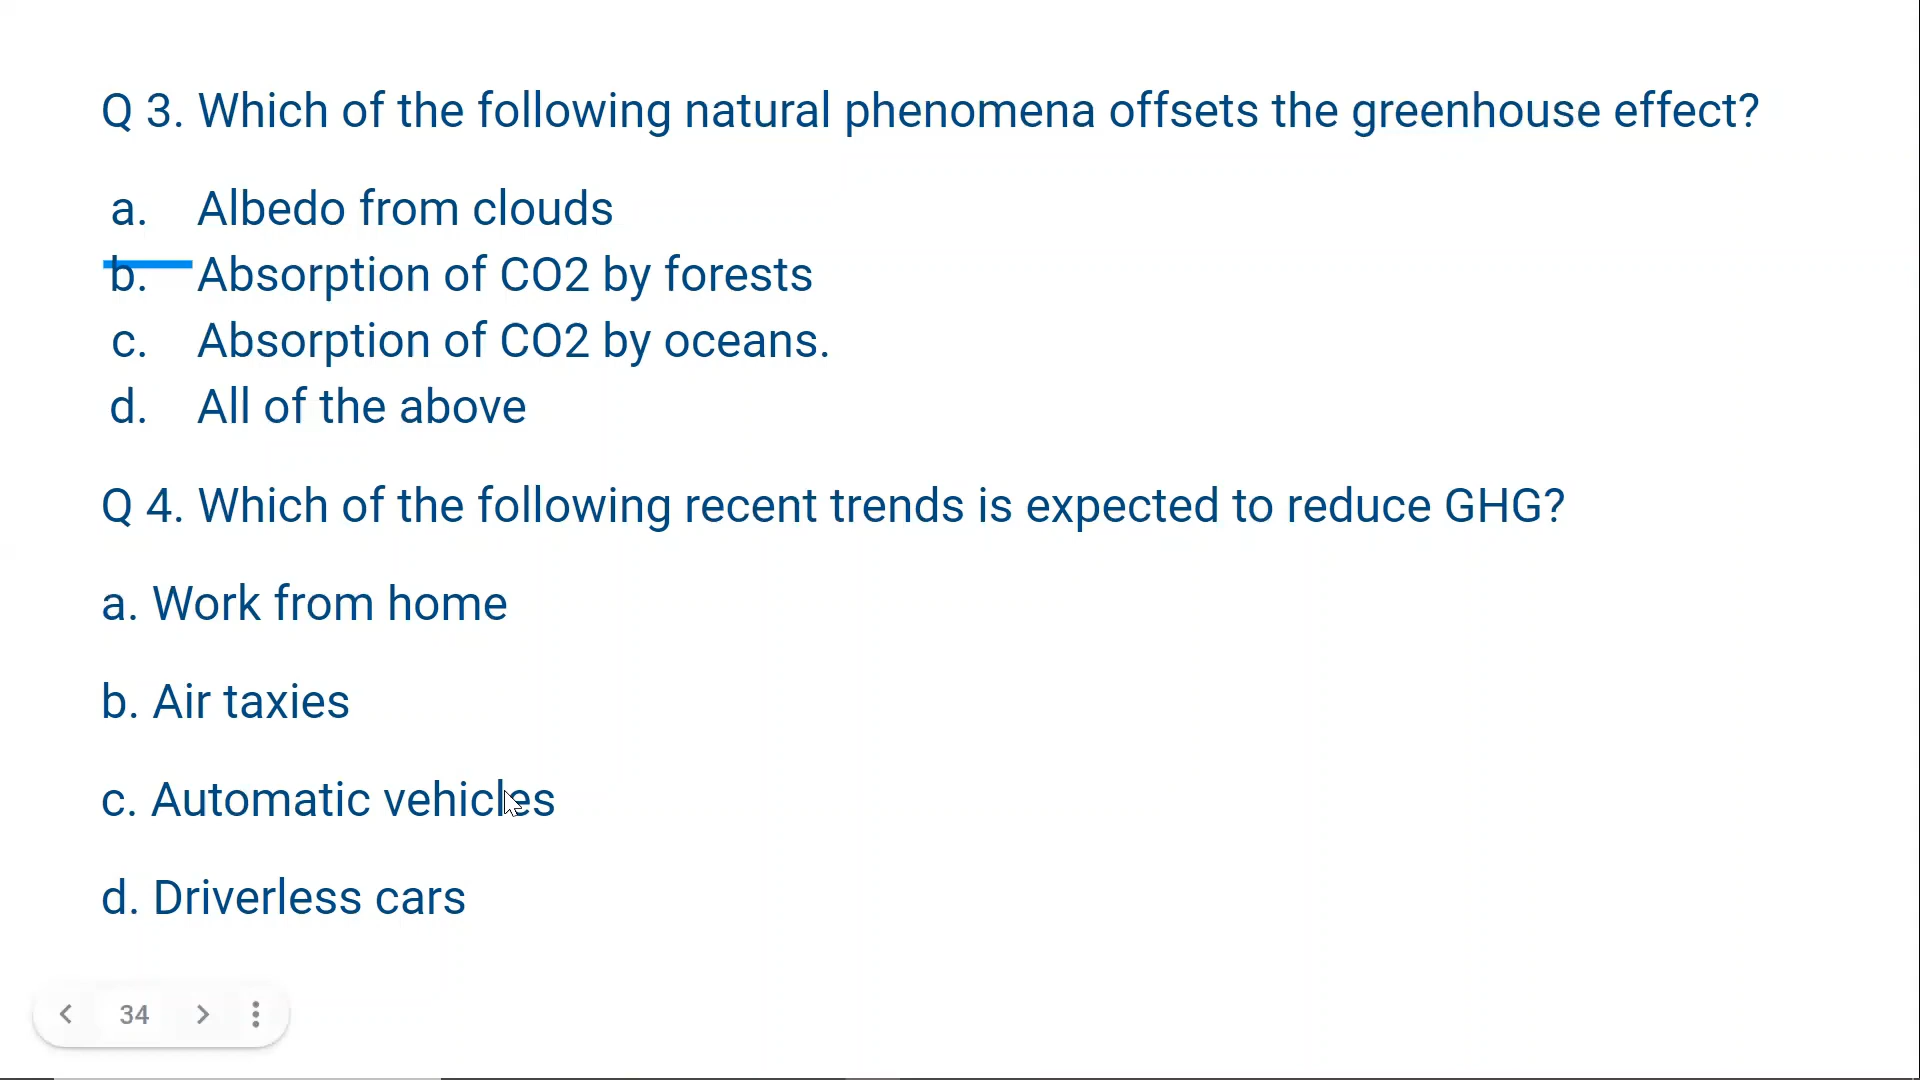 Q 3. Which of the following natural phenomena offsets the greenhouse effect?
a. Albedo from clouds
b. Absorption of CO2 by forests
c. Absorption of CO2 by oceans.
d. All of the above
Q 4. Which of the following recent trends is expected to reduce GHG?
a. Work from home
b. Air taxies
c. Automatic vehicles
d. Driverless cars
34